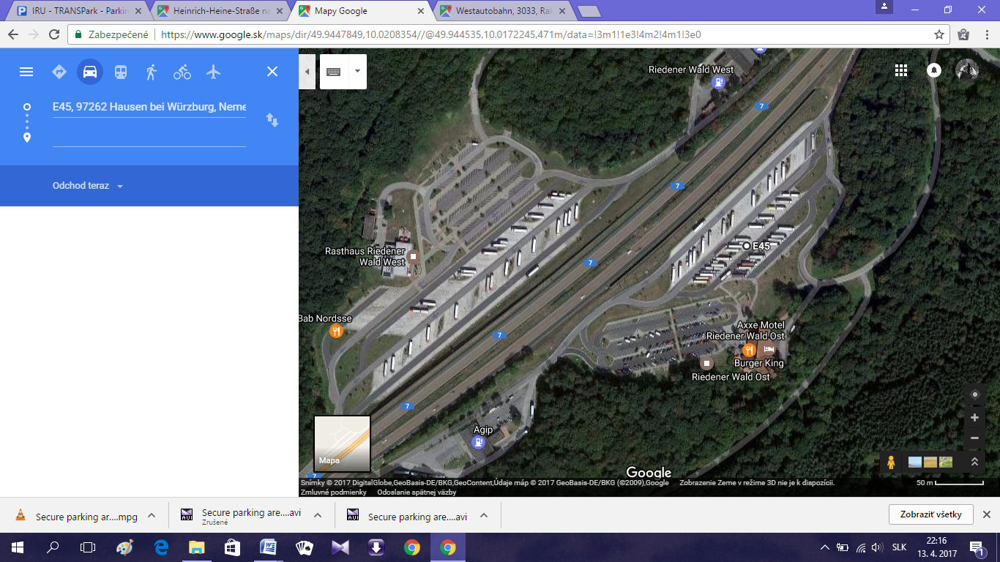 IRU - TRANSPark - Parkin
Heinrich-Heine-Straße na
Mapy Google
Westautobahn, 3033, Ra
Zabezpečené
https://www.google.sk/maps/dir/49.9447849,10.0208354//@49.944535,10.0172245,471m/data=!3m1!1e3!4m2!4m1!3e0
E45, 97262 Hausen bei Würzburg, Neme
Odchod teraz
Riedener Wald West
7
7
E45
Rasthaus Riedener
Wald West
7
Bab Nordsse
Axxe Motel
Riedener Wald Ost
7
Burger King
Riedener Wald Ost
7
Agip
Mapa
7
Google
Snímky © 2017 DigitalGlobe,GeoBasis-DE/BKG,GeoContent,Údaje máp © 2017 GeoBasis-DE/BKG (©2009),Google
Zobrazenie Zeme v režime 3D nie je k dispozícii.
50 m
Zmluvné podmienky
Odoslanie spätnej väzby
Secure parking ar....mpg
Secure parking are....avi
Zrušené
Secure parking are....avi
Zobraziť všetky
SLK
22:16
13. 4. 2017
1